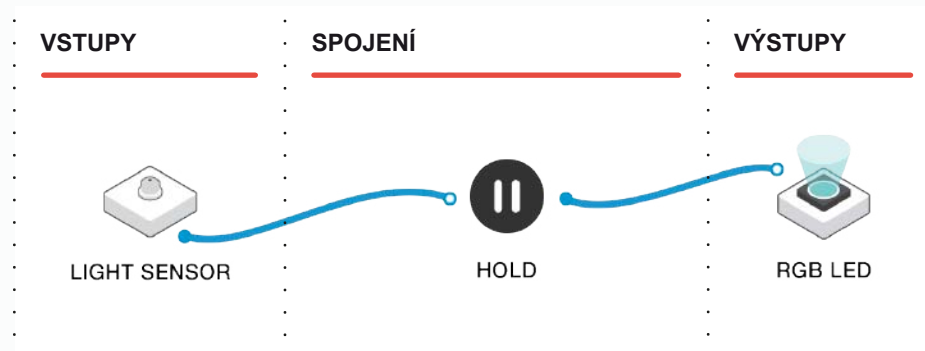 VSTUPY
SPOJENÍ
VÝSTUPY
LIGHT SENSOR
HOLD
RGB LED